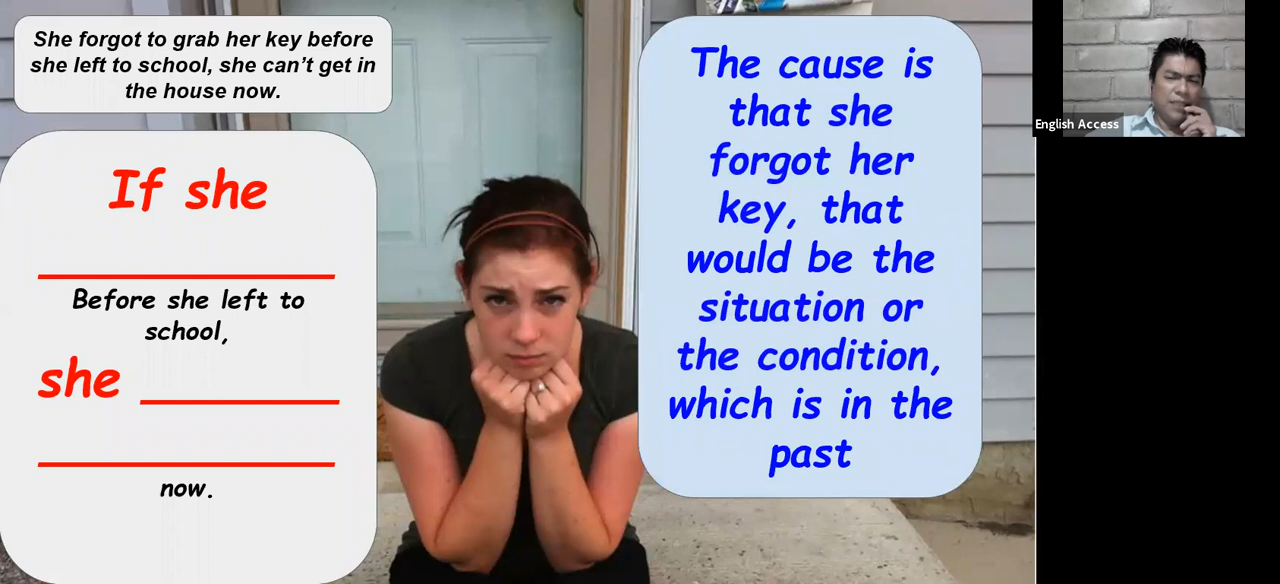 She forgot to grab her key before
she left to school, she can't get in
the house now.
If she
Before she left to
school,
she
now.
The cause is
that she
forgot her
key, that
would be the
situation or
the condition,
which is in the
past
English Access